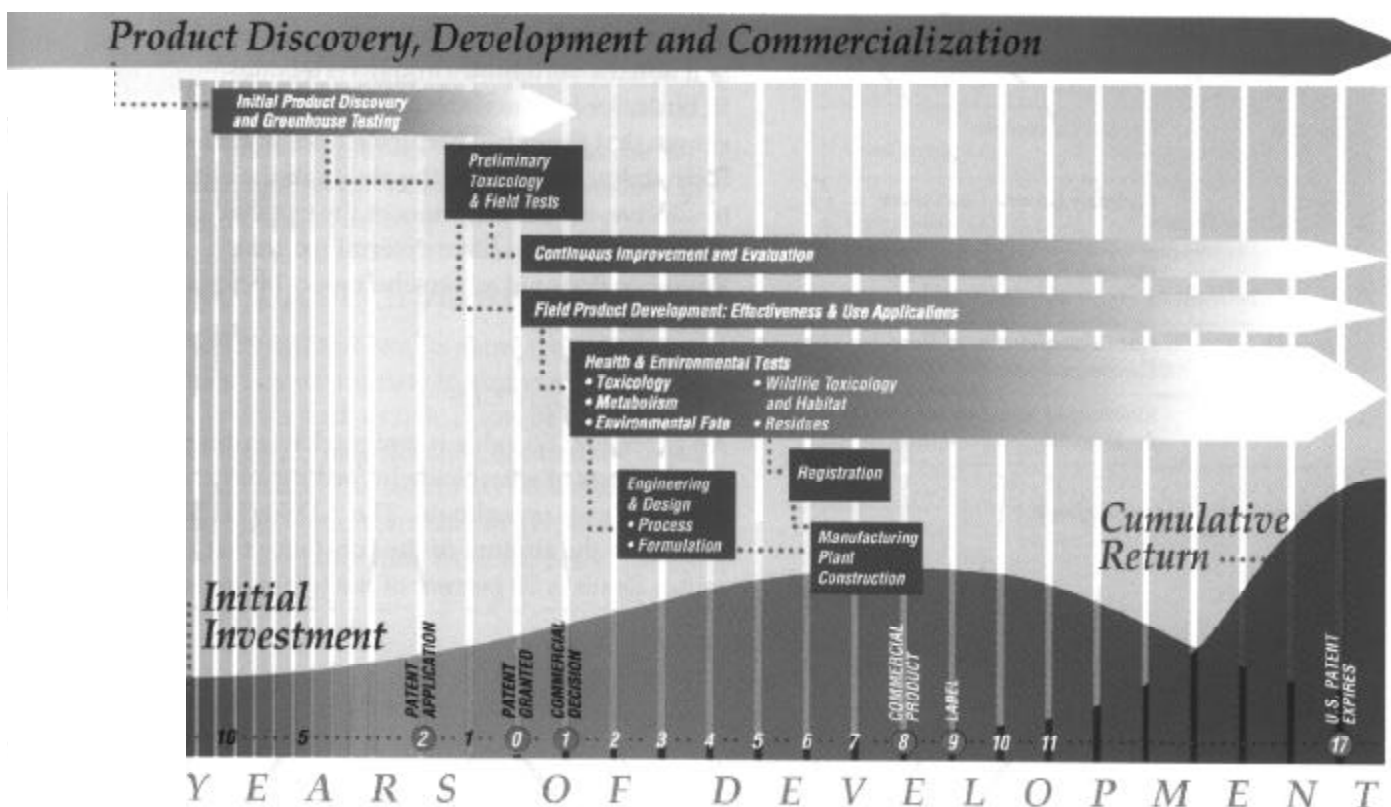 Product Discovery, Development and Commercialization
Initial Product Discovery
and Greenhouse Testing
Preliminary
Toxicology
& Field Tests
Continuous Improvement and Evaluation
Field Product Development: Effectiveness & Use Applications
Health & Environmental Tests
• Toxicology
• Metabolism
• Environmental Fate
• Wildlife Toxicology
and Habitat
• Residues
Engineering
& Design
• Process
• Formulation
Registration
Manufacturing
Plant
Construction
Cumulative
Return
Initial
Investment
PATENT
APPLICATION
PATENT
GRANTED
COMMERCIAL
DECISION
COMMERCIAL
PRODUCT
LABEL
U.S. PATENT
EXPIRES
10 5 2 1 0 1 2 3 4 5 6 7 8 9 10 11 17
YEARS OF DEVELOPMENT